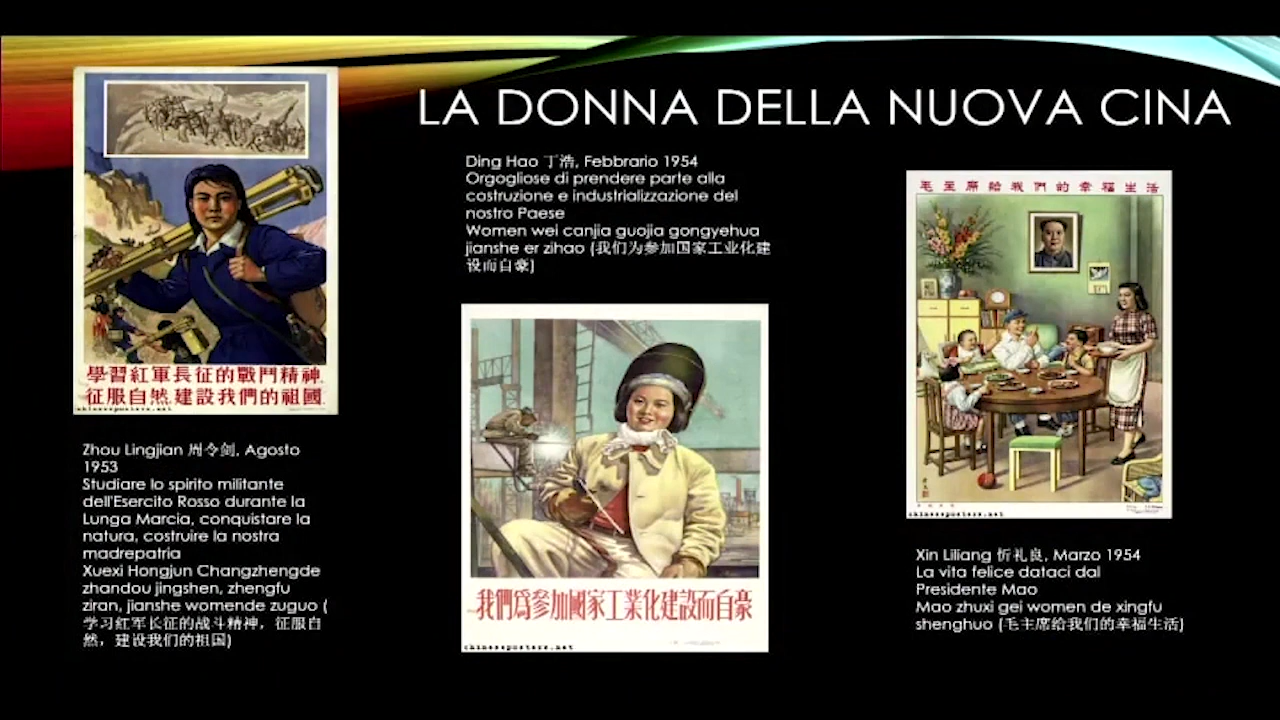 LA DONNA DELLA NUOVA CINA
學習紅軍長征的戰鬥精神,
征服自然,建設我們的祖國
chineseposters.net
Zhou Lingjian 周令剑, Agosto
1953
Studiare lo spirito militante
dell'Esercito Rosso durante la
Lunga Marcia, conquistare la
natura, costruire la nostra
madrepatria
Xuexi Hongjun Changzhengde
zhandou jingshen, zhengfu
ziran, jianshe womende zuguo (
学习红军长征的战斗精神，征服自
然，建设我们的祖国)
Ding Hao 丁浩, Febbrario 1954
Orgogliose di prendere parte alla
costruzione e industrializzazione del
nostro Paese
Women wei canjia guojia gongyehua
jianshe er zihao (我们为参加国家工业化建
设而自豪)
我們爲參加國家工業化建設而自豪
chineseposters.net
毛主席給我們的幸福生活
chineseposters.net
Xin Liliang 忻礼良, Marzo 1954
La vita felice dataci dal
Presidente Mao
Mao zhuxi gei women de xingfu
shenghuo (毛主席给我们的幸福生活)